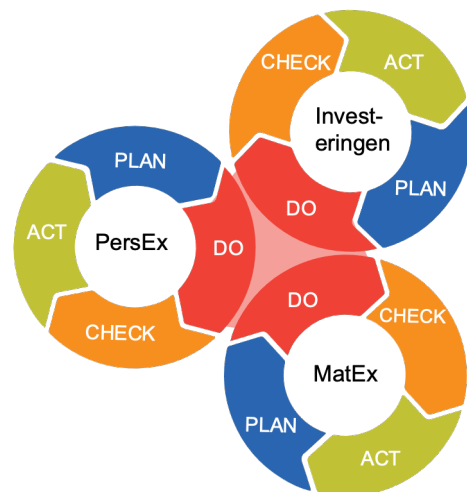 CHECK
ACT
Invest-
eringen
PLAN
DO
PLAN
ACT
PersEx
DO
CHECK
DO
CHECK
MatEx
PLAN
ACT